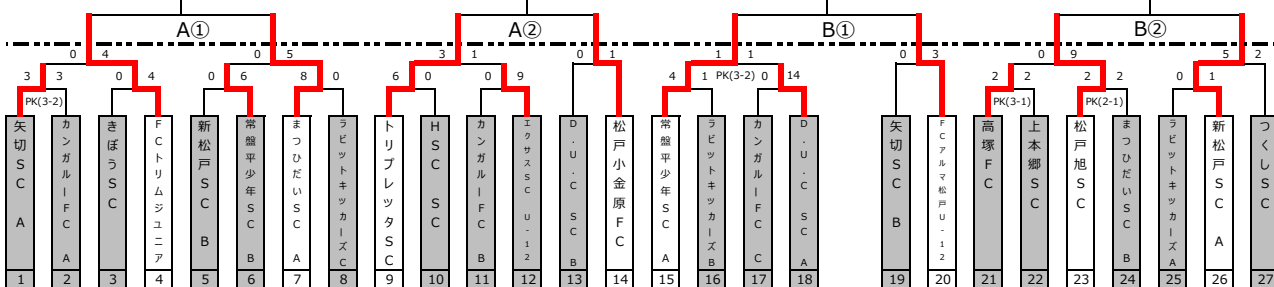 A① A② B① B②
0 4 0 5 3 1 0 1 1 1 0 3 0 9 5 2
3 3 0 4 0 6 8 0 6 0 0 9 4 1 PK(3-2) 0 14 2 2 2 2 0 1
PK(3-2) PK(3-1) PK(2-1)
矢切SC A
カンガルーFC A
きぼうSC
FCトリムジュニア
新松戸SC B
常盤平少年SC B
まつひだいSC A
ラビットキッカーズC
トリプレッタSC
HSC SC
カンガルーFC B
エクサスSC U-12
D.U.C SC B
松戸小金原FC
常盤平少年SC A
ラビットキッカーズB
カンガルーFC C
D.U.C SC A
矢切SC B
FCアルマ松戸U-12
高塚FC
上本郷SC
松戸旭SC
まつひだいSC B
ラビットキッカーズA
新松戸SC A
つくしSC
1 2 3 4 5 6 7 8 9 10 11 12 13 14 15 16 17 18 19 20 21 22 23 24 25 26 27